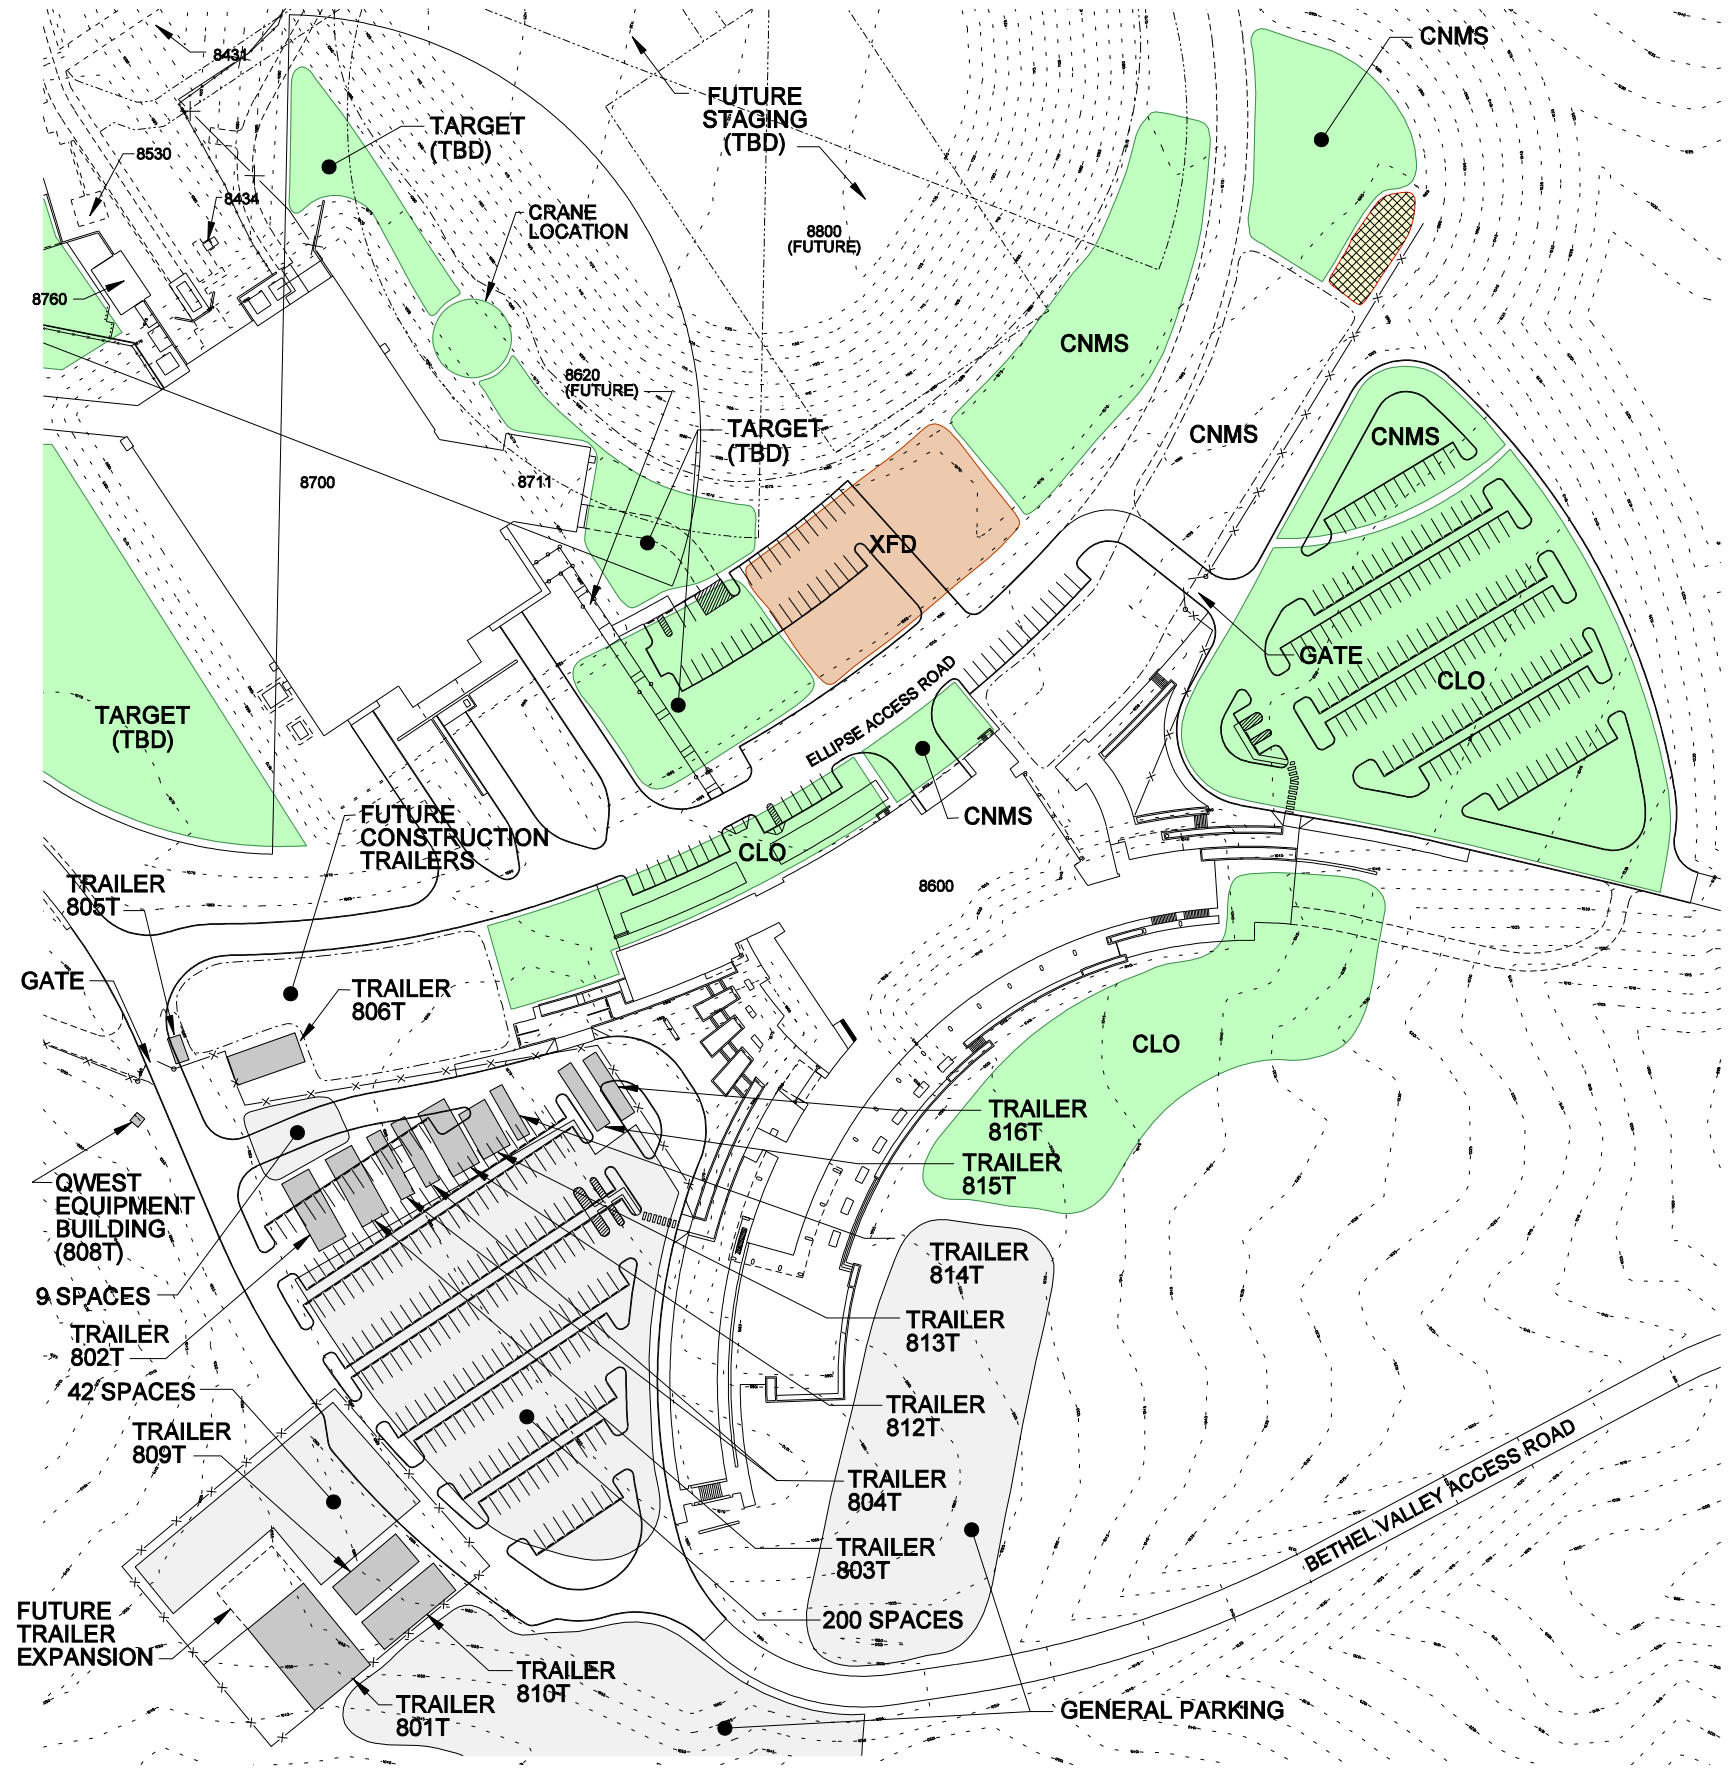 8431
CNMS
FUTURE
STAGING
(TBD)
TARGET
(TBD)
8530
8434
CRANE
LOCATION
8800
(FUTURE)
8760
CNMS
8620
(FUTURE)
TARGET
(TBD)
CNMS
CNMS
8700
8711
XFD
GATE
CLO
ELLIPSE ACCESS ROAD
TARGET
(TBD)
FUTURE
CONSTRUCTION
TRAILERS
CNMS
CLO
8600
TRAILER
805T
GATE
TRAILER
806T
CLO
TRAILER
816T
TRAILER
815T
QWEST
EQUIPMENT
BUILDING
(808T)
TRAILER
814T
9 SPACES
TRAILER
813T
TRAILER
802T
42 SPACES
TRAILER
812T
TRAILER
809T
TRAILER
804T
BETHEL VALLEY ACCESS ROAD
TRAILER
803T
FUTURE
TRAILER
EXPANSION
200 SPACES
TRAILER
810T
TRAILER
801T
GENERAL PARKING